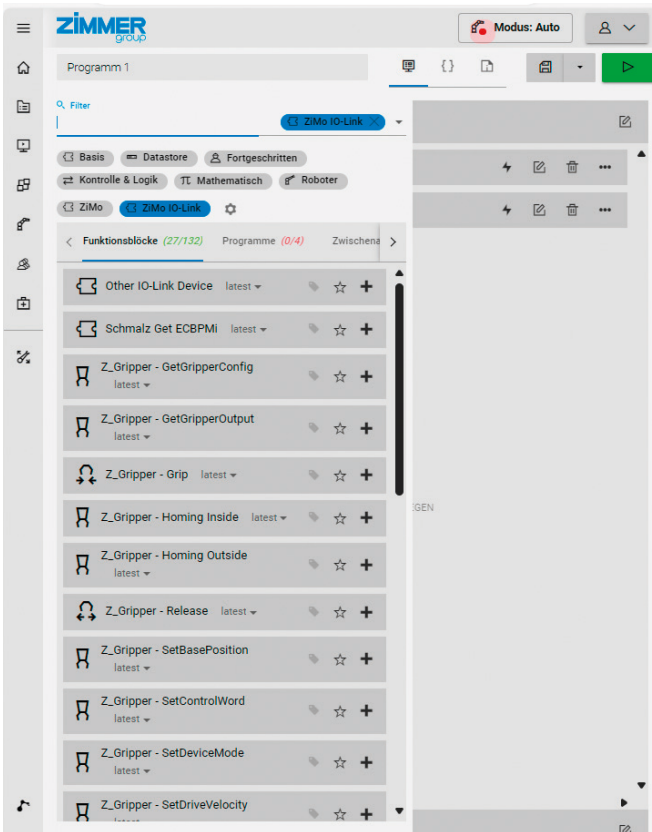 ZIMMER
group
Modus: Auto
Programm 1
Filter
ZiMo IO-Link
Basis
Datastore
Fortgeschritten
Kontrolle & Logik
Mathematisch
Roboter
ZiMo
ZiMo IO-Link
Funktionsblöcke (27/132)
Programme (0/4)
Zwischena
Other IO-Link Device latest
Schmalz Get ECBPMi latest
Z_Gripper - GetGripperConfig
latest
Z_Gripper - GetGripperOutput
latest
Z_Gripper - Grip latest
Z_Gripper - Homing Inside latest
EGEN
Z_Gripper - Homing Outside
latest
Z_Gripper - Release latest
Z_Gripper - SetBasePosition
latest
Z_Gripper - SetControlWord
latest
Z_Gripper - SetDeviceMode
latest
Z_Gripper - SetDriveVelocity